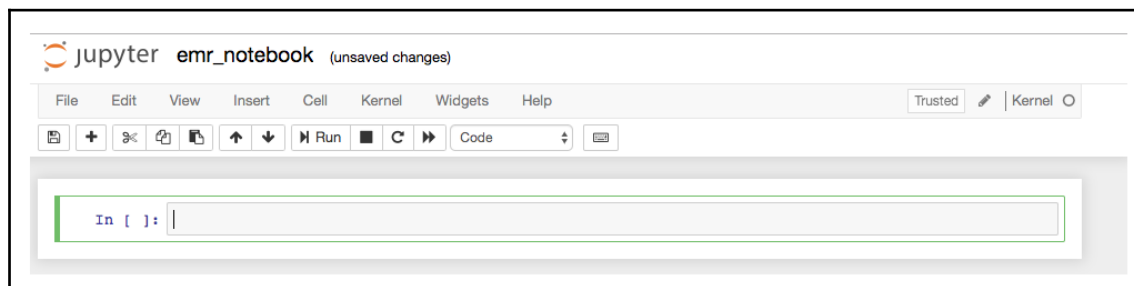 jupyter emr_notebook (unsaved changes)
File Edit View Insert Cell Kernel Widgets Help Trusted Kernel
Run Code
In [ ]: